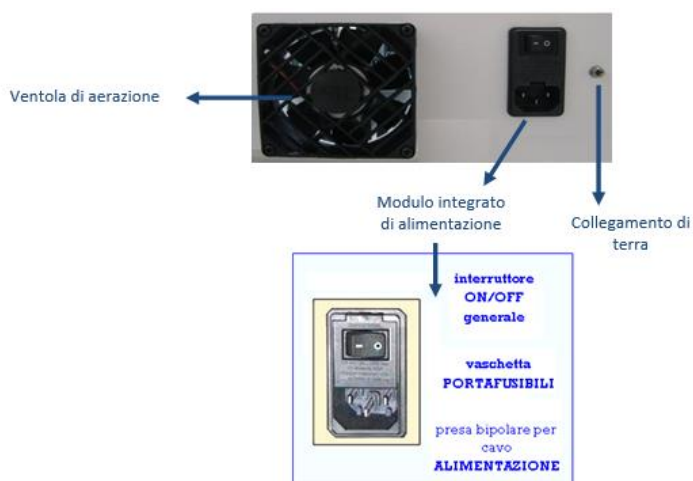 Ventola di aerazione
Modulo integrato
di alimentazione
Collegamento di
terra
interruttore
ON/OFF
generale
vaschetta
PORTAFUSIBILI
presa bipolare per
cavo
ALIMENTAZIONE